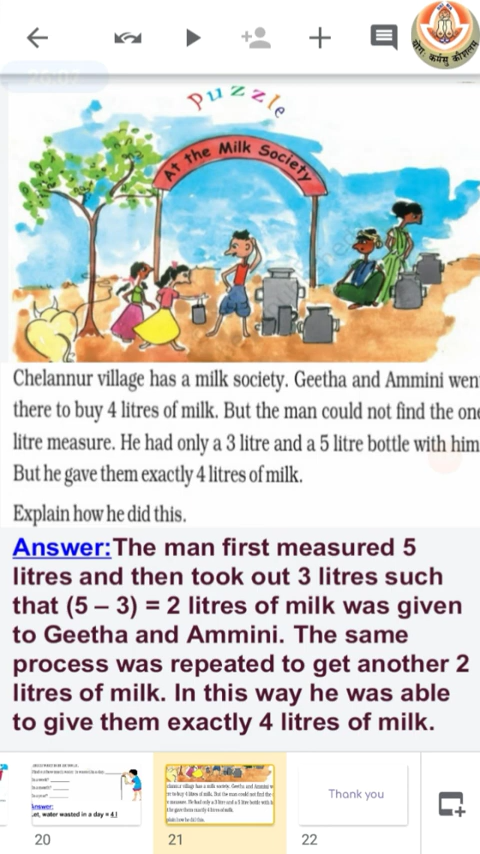 Puzzle
At the Milk Society
Chelannur village has a milk society. Geetha and Ammini wen
there to buy 4 litres of milk. But the man could not find the one
litre measure. He had only a 3 litre and a 5 litre bottle with him
But he gave them exactly 4 litres of milk.
Explain how he did this.
Answer:The man first measured 5
litres and then took out 3 litres such
that (5 – 3) = 2 litres of milk was given
to Geetha and Ammini. The same
process was repeated to get another 2
litres of milk. In this way he was able
to give them exactly 4 litres of milk.
Thank you
20
21
22